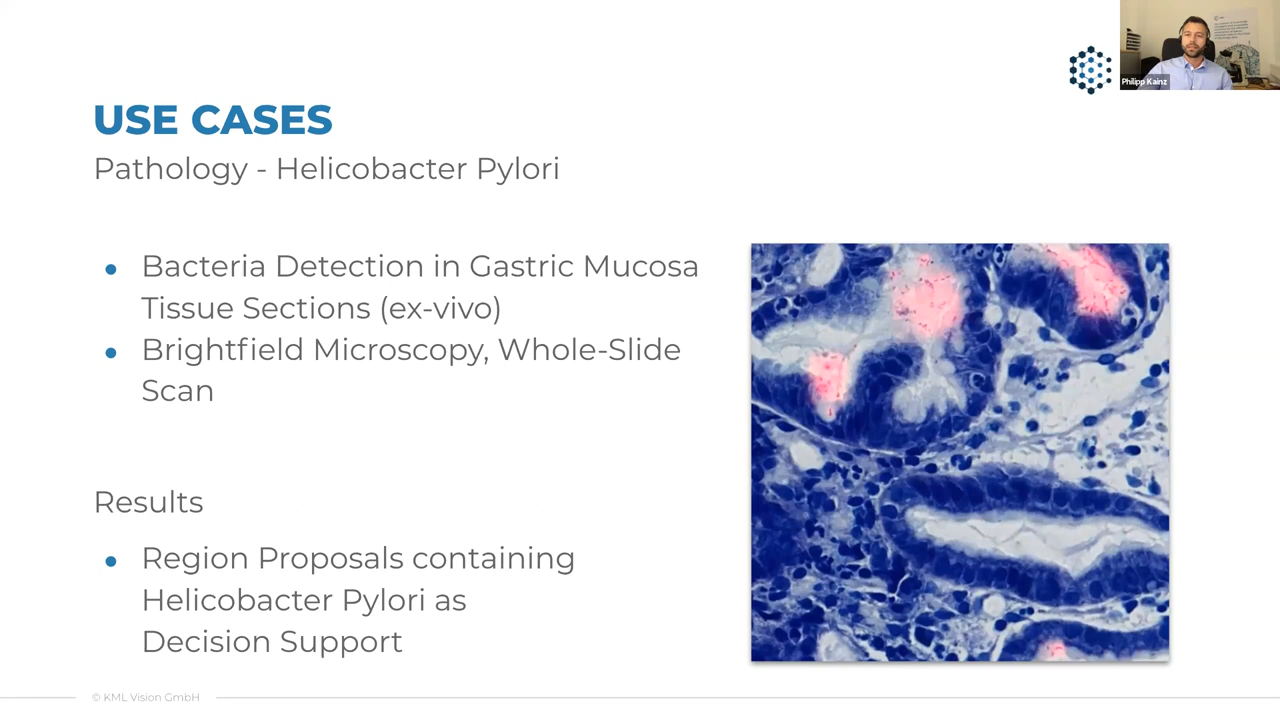 Philipp Kainz
USE CASES
Pathology - Helicobacter Pylori
• Bacteria Detection in Gastric Mucosa
Tissue Sections (ex-vivo)
• Brightfield Microscopy, Whole-Slide
Scan
Results
• Region Proposals containing
Helicobacter Pylori as
Decision Support
© KML Vision GmbH